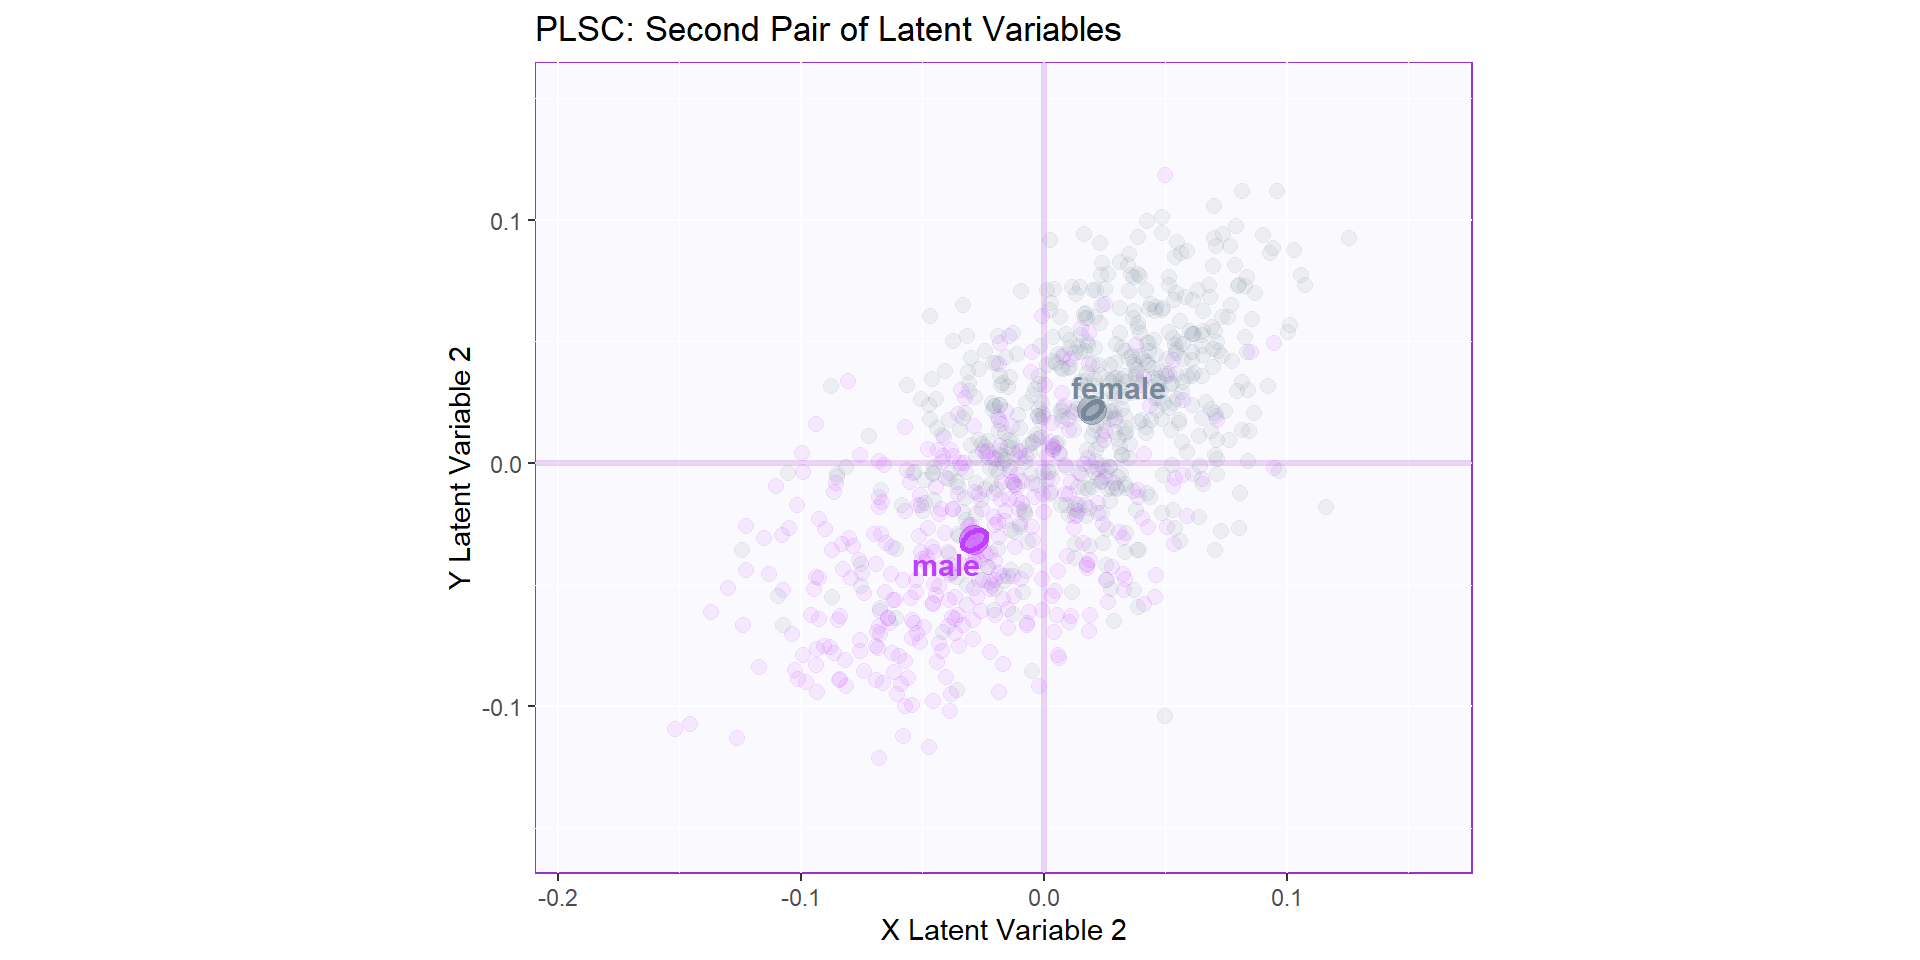 PLSC: Second Pair of Latent Variables
0.1
0.0
-0.1
Y Latent Variable 2
female
male
-0.2
-0.1
0.0
0.1
X Latent Variable 2